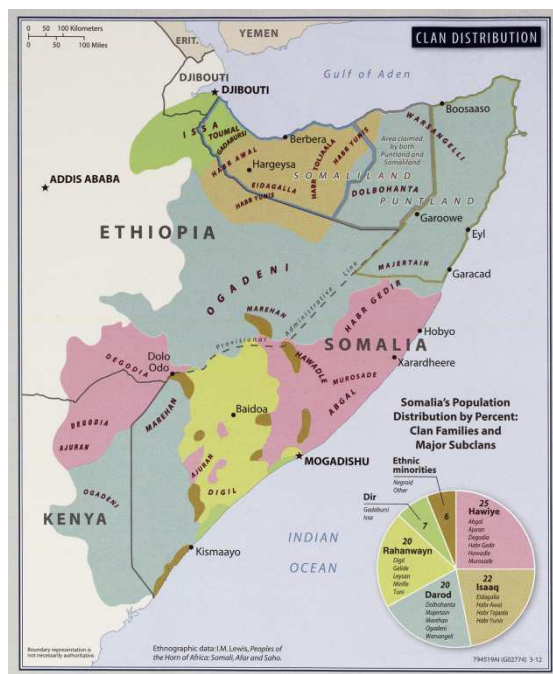 0 50 100 Kilometers
0 50 100 Miles
CLAN DISTRIBUTION
ERIT.
YEMEN
DJIBOUTI
DJIBOUTI
Gulf of Aden
Boosaaso
ISSA
TOUMAL
GADABURSI
Berbera
WARSANGELLI
HABR AWAL
HABR TOLJAALA
HABR YUNIS
Area claimed
by both
Puntland and
Somaliland
Hargeysa
SOMALILAND
ADDIS ABABA
EIDAGALLA
HABR YUNIS
DOLBOHANTA
PUNTLAND
Garoowe
ETHIOPIA
Eyl
MAJERTAIN
OGADENI
Garacad
Provisional Administrative Line
MAREHAN
HABR GEDIR
Hobyo
SOMALIA
DEGODIA
Dolo
Odo
HAWADLE
Xarardheere
MUROSADE
ABGAL
MAREHAN
Baidoa
DEGODIA
AJURAN
AJURAN
MOGADISHU
OGADENI
DIGIL
KENYA
Kismaayo
INDIAN
OCEAN
Somalia's Population
Distribution by Percent:
Clan Families and
Major Subclans
Ethnic
minorities
Negroid
Other
6
Dir
Gadabursi
Issa
7
25
Hawiye
Abgal
Ajuran
Degodia
Habr Gedir
Hawadle
Murosade
20
Rahanwayn
Digil
Gelide
Leysan
Mirifle
Tuni
20
Darod
Dolbohanta
Majertain
Marehan
Ogadeni
Warsangeli
22
Isaaq
Eidagalla
Habr Awal
Habr Toljaala
Habr Yunis
Boundary representation is
not necessarily authoritative.
Ethnographic data: I.M. Lewis, Peoples of
the Horn of Africa: Somali, Afar and Saho.
794519AI (G02774) 3-12